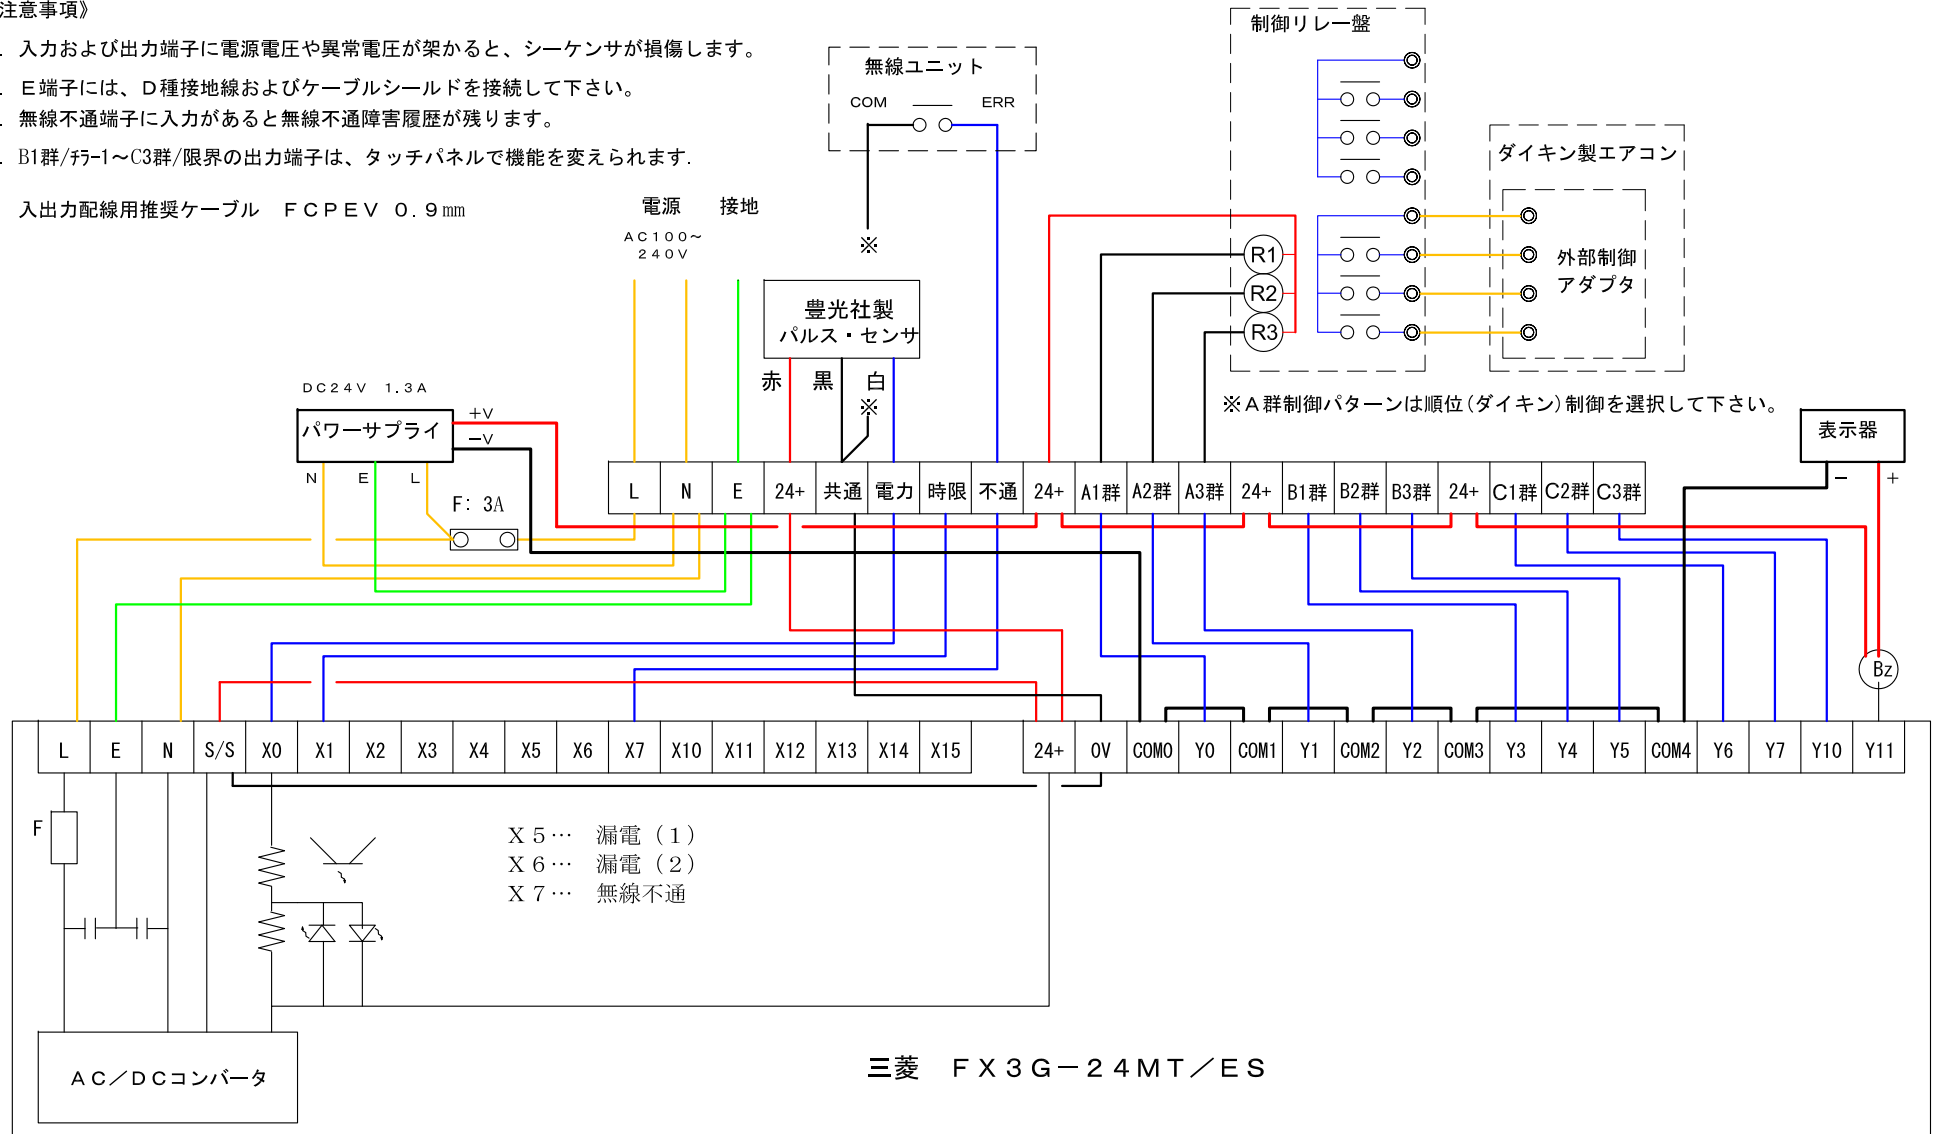 注意事項》
. 入力および出力端子に電源電圧や異常電圧が架かると、シーケンサが損傷します。
. E端子には、D種接地線およびケーブルシールドを接続して下さい。
. 無線不通端子に入力があると無線不通障害履歴が残ります。
. B1群/ﾁﾗｰ1～C3群/限界の出力端子は、タッチパネルで機能を変えられます.
入出力配線用推奨ケーブル FCPEV 0.9mm
無線ユニット
COM ERR
※
制御リレー盤
R1
R2
R3
ダイキン製エアコン
外部制御
アダプタ
※A群制御パターンは順位(ダイキン)制御を選択して下さい。
電源 接地
AC100～
240V
豊光社製
パルス・センサ
赤 黒 白
※
DC24V 1.3A
パワーサプライ
+V
−V
N E L
F: 3A
表示器
− +
L N E 24+ 共通 電力 時限 不通 24+ A1群 A2群 A3群 24+ B1群 B2群 B3群 24+ C1群 C2群 C3群
Bz
L E N S/S X0 X1 X2 X3 X4 X5 X6 X7 X10 X11 X12 X13 X14 X15 24+ 0V COM0 Y0 COM1 Y1 COM2 Y2 COM3 Y3 Y4 Y5 COM4 Y6 Y7 Y10 Y11
F
X5… 漏電(1)
X6… 漏電(2)
X7… 無線不通
AC／DCコンバータ
三菱 FX3G−24MT／ES